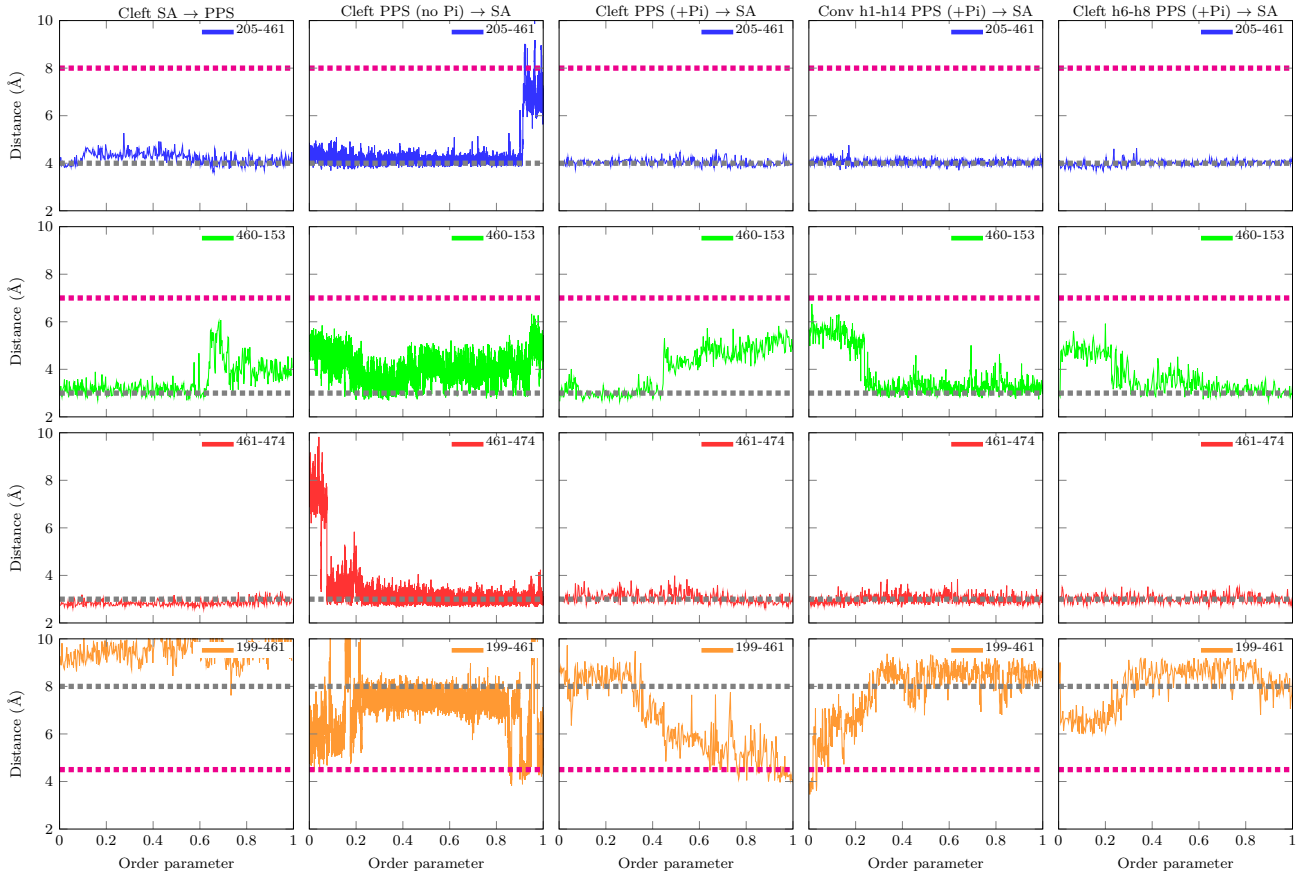 Cleft SA → PPS
Cleft PPS (no Pi) → SA
Cleft PPS (+Pi) → SA
Conv h1-h14 PPS (+Pi) → SA
Cleft h6-h8 PPS (+Pi) → SA
10
8
6
4
2
Distance (Å)
205-461
205-461
205-461
205-461
205-461
10
8
6
4
2
Distance (Å)
460-153
460-153
460-153
460-153
460-153
10
8
6
4
2
Distance (Å)
461-474
461-474
461-474
461-474
461-474
10
8
6
4
2
Distance (Å)
199-461
199-461
199-461
199-461
199-461
0 0.2 0.4 0.6 0.8 1
0 0.2 0.4 0.6 0.8 1
0 0.2 0.4 0.6 0.8 1
0 0.2 0.4 0.6 0.8 1
0 0.2 0.4 0.6 0.8 1
Order parameter
Order parameter
Order parameter
Order parameter
Order parameter